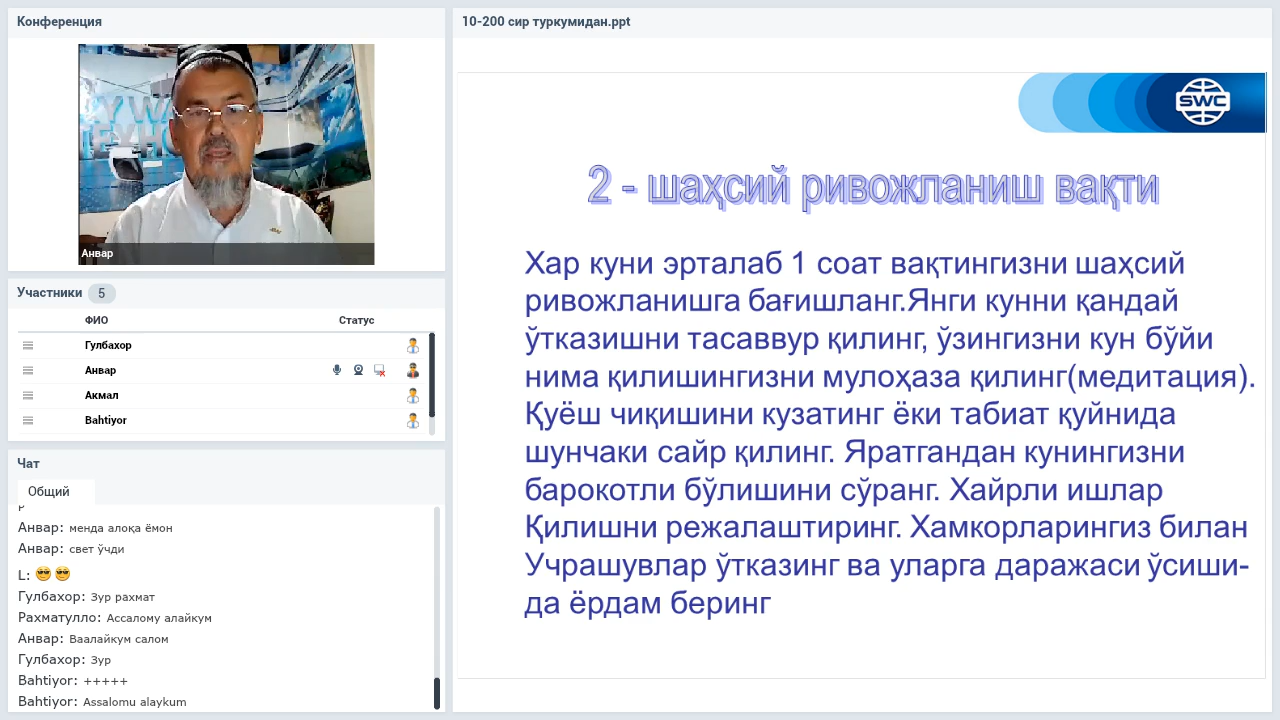 Конференция
Анвар
Участники 5
ФИО Статус
Гулбахор
Анвар
Акмал
Bahtiyor
Чат
Общий
Анвар: менда алоқа ёмон
Анвар: свет ўчди
L: 😎😎
Гулбахор: Зур рахмат
Рахматулло: Ассалому алайкум
Анвар: Ваалайкум салом
Гулбахор: Зур
Bahtiyor: +++++
Bahtiyor: Assalomu alaykum
10-200 сир туркумидан.ppt
SWC
2 - шаҳсий ривожланиш вақти
Хар куни эрталаб 1 соат вақтингизни шаҳсий
ривожланишга бағишланг.Янги кунни қандай
ўтказишни тасаввур қилинг, ўзингизни кун бўйи
нима қилишингизни мулоҳаза қилинг(медитация).
Қуёш чиқишини кузатинг ёки табиат қуйнида
шунчаки сайр қилинг. Яратгандан кунингизни
барокотли бўлишини сўранг. Хайрли ишлар
Қилишни режалаштиринг. Хамкорларингиз билан
Учрашувлар ўтказинг ва уларга даражаси ўсиши-
да ёрдам беринг